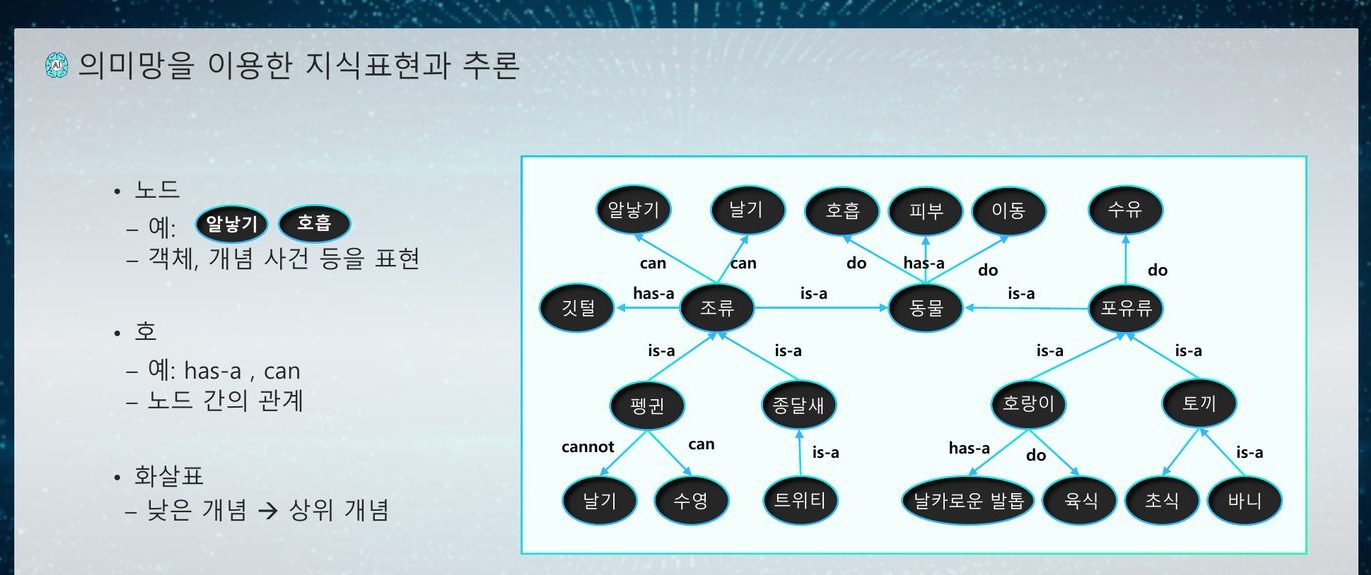 AI
의미망을 이용한 지식표현과 추론
• 노드
– 예: 알낳기 호흡
– 객체, 개념 사건 등을 표현
• 호
– 예: has-a , can
– 노드 간의 관계
• 화살표
– 낮은 개념 → 상위 개념
알낳기 날기 호흡 피부 이동 수유
can can do has-a do do
깃털 has-a 조류 is-a 동물 is-a 포유류
is-a is-a is-a is-a
펭귄 종달새 호랑이 토끼
cannot can is-a has-a do is-a
날기 수영 트위티 날카로운 발톱 육식 초식 바니